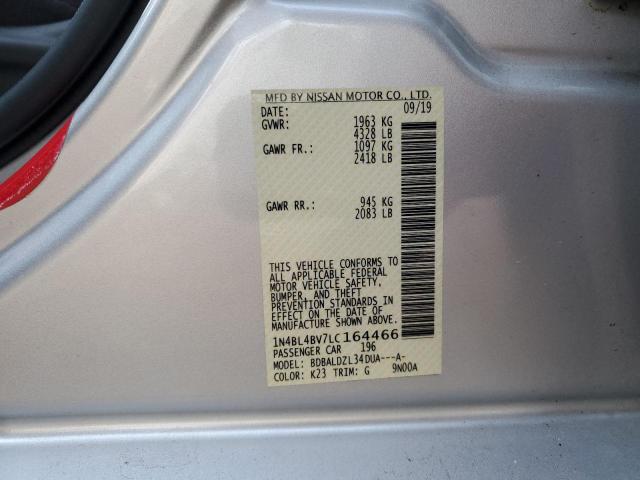 MFD BY NISSAN MOTOR CO., LTD.
DATE: 09/19
GVWR: 1963 KG
4328 LB
GAWR FR.: 1097 KG
2418 LB
GAWR RR.: 945 KG
2083 LB
THIS VEHICLE CONFORMS TO
ALL APPLICABLE FEDERAL
MOTOR VEHICLE SAFETY,
BUMPER, AND THEFT
PREVENTION STANDARDS IN
EFFECT ON THE DATE OF
MANUFACTURE SHOWN ABOVE.
1N4BL4BV7LC164466
PASSENGER CAR 196
MODEL: BDBALDZL34DUA---A-
COLOR: K23 TRIM: G 9N00A